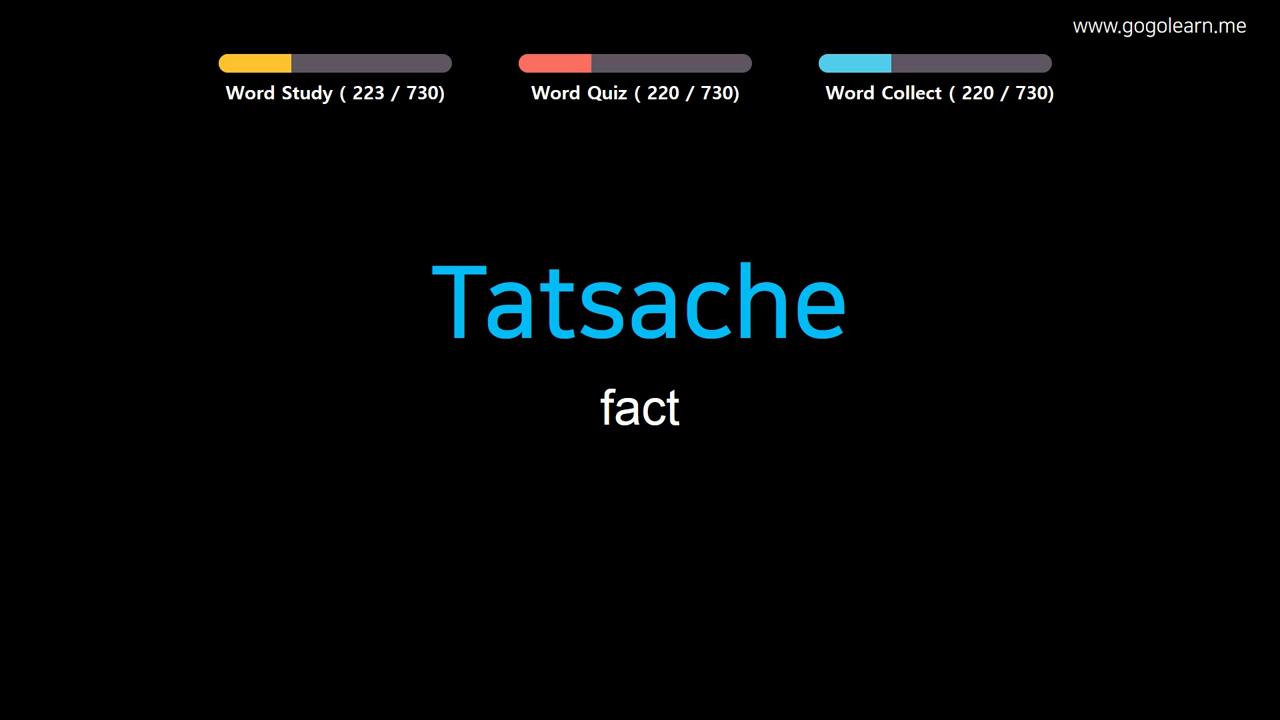 www.gogolearn.me
Word Study ( 223 / 730)
Word Quiz ( 220 / 730)
Word Collect ( 220 / 730)
Tatsache
fact